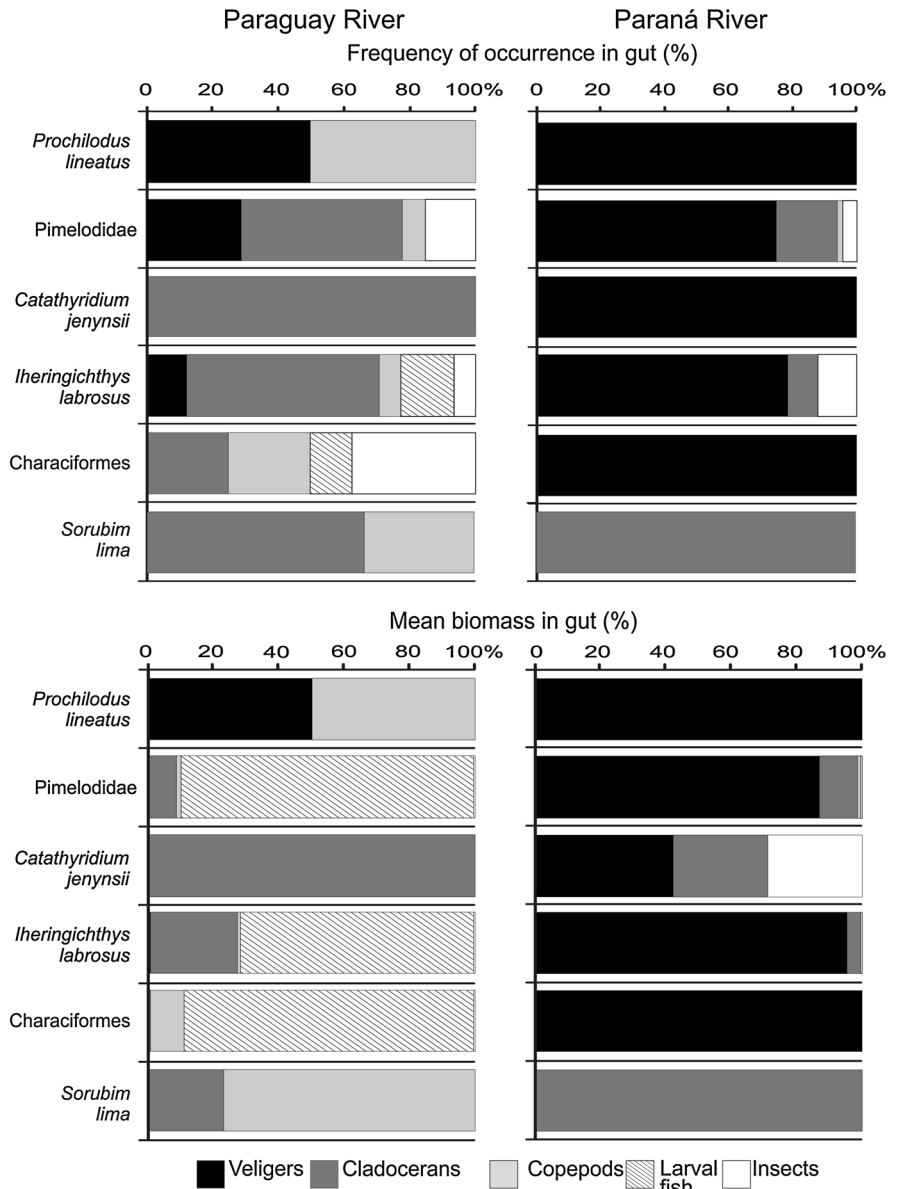 Paraguay River Paraná River
Frequency of occurrence in gut (%)
0 20 40 60 80 100% 0 20 40 60 80 100%
Prochilodus
lineatus
Pimelodidae
Catathyridium
jenynsii
Iheringichthys
labrosus
Characiformes
Sorubim
lima
Mean biomass in gut (%)
0 20 40 60 80 100% 0 20 40 60 80 100%
Prochilodus
lineatus
Pimelodidae
Catathyridium
jenynsii
Iheringichthys
labrosus
Characiformes
Sorubim
lima
Veligers Cladocerans Copepods Larval Insects
fish